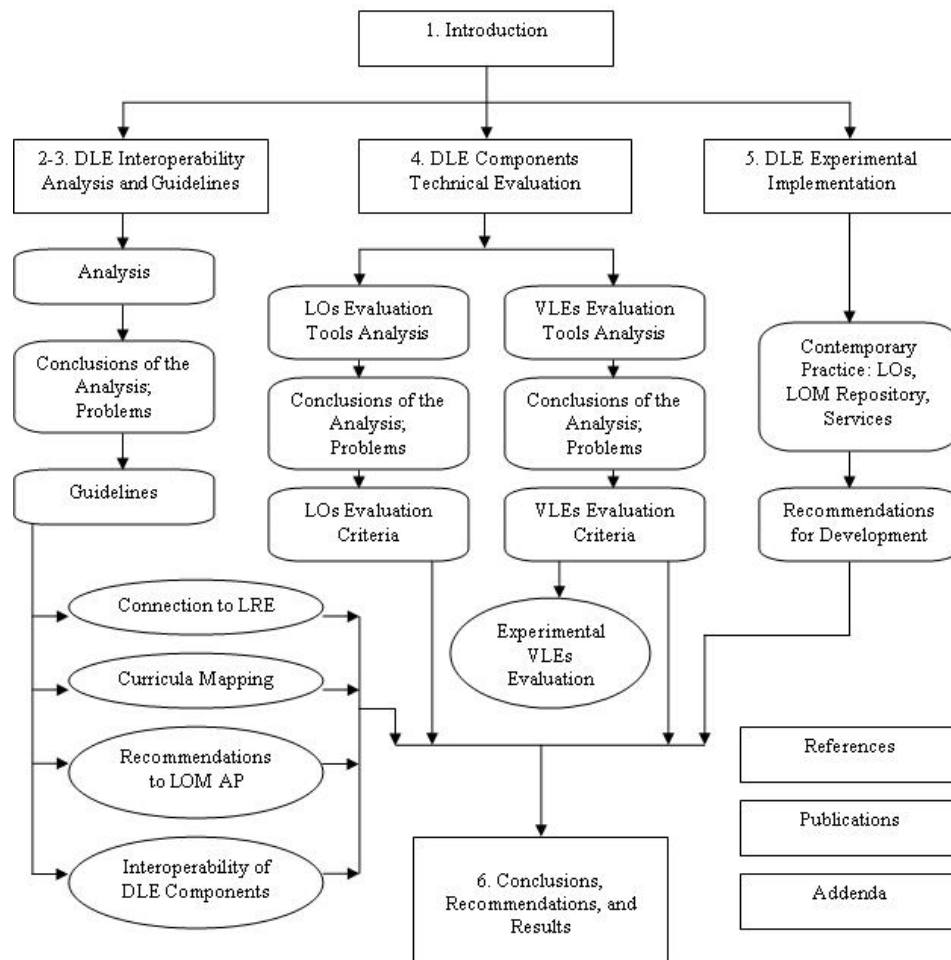 1. Introduction
2-3. DLE Interoperability
Analysis and Guidelines
4. DLE Components
Technical Evaluation
5. DLE Experimental
Implementation
Analysis
Conclusions of the
Analysis;
Problems
Guidelines
Connection to LRE
Curricula Mapping
Recommendations
to LOM AP
Interoperability of
DLE Components
LOs Evaluation
Tools Analysis
Conclusions of the
Analysis;
Problems
LOs Evaluation
Criteria
VLEs Evaluation
Tools Analysis
Conclusions of the
Analysis;
Problems
VLEs Evaluation
Criteria
Experimental
VLEs
Evaluation
Contemporary
Practice: LOs,
LOM Repository,
Services
Recommendations
for Development
6. Conclusions,
Recommendations, and
Results
References
Publications
Addenda